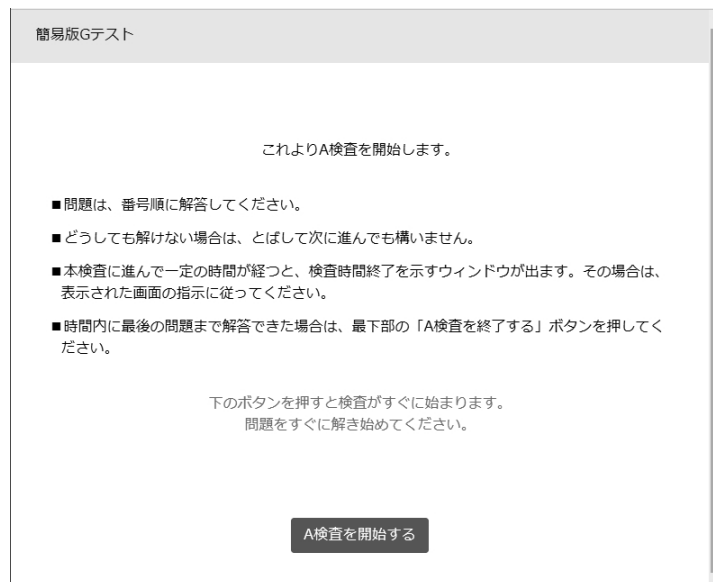 簡易版Gテスト
これよりA検査を開始します。
■問題は、番号順に解答してください。
■どうしても解けない場合は、とばして次に進んでも構いません。
■本検査に進んで一定の時間が経つと、検査時間終了を示すウィンドウが出ます。その場合は、
表示された画面の指示に従ってください。
■時間内に最後の問題まで解答できた場合は、最下部の「A検査を終了する」ボタンを押してく
ださい。
下のボタンを押すと検査がすぐに始まります。
問題をすぐに解き始めてください。
A検査を開始する